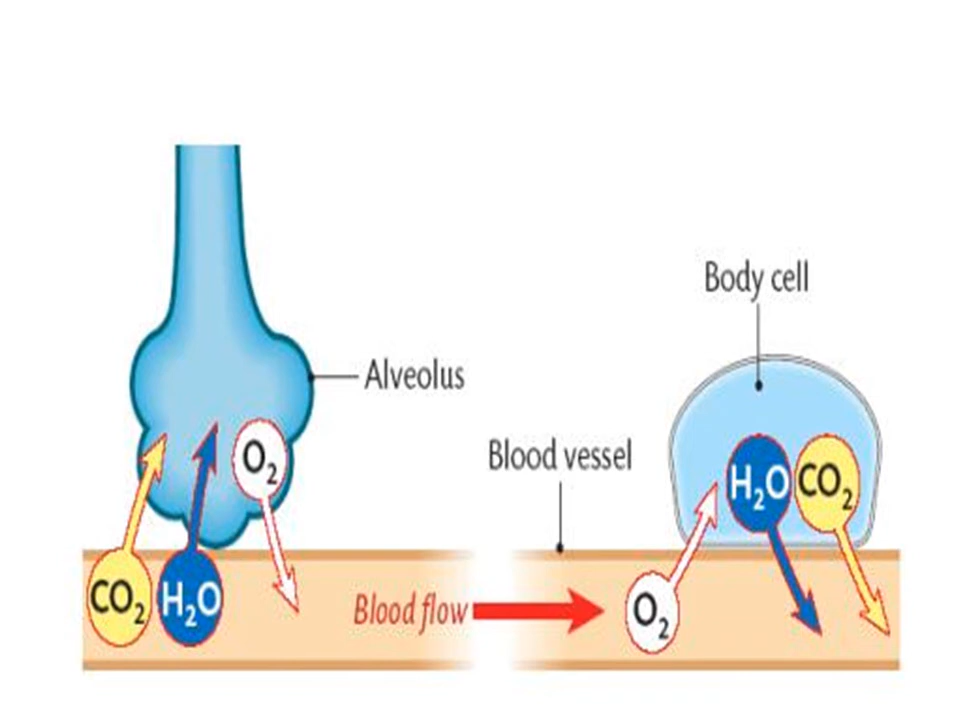 Body cell
Alveolus
O₂
Blood vessel
H₂O
CO₂
CO₂
H₂O
Blood flow
O₂